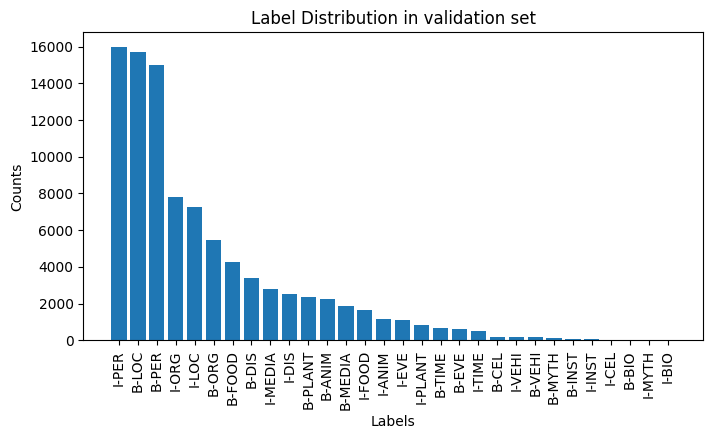 Label Distribution in validation set
Counts
16000
14000
12000
10000
8000
6000
4000
2000
0
I-PER
B-LOC
B-PER
I-ORG
I-LOC
B-ORG
B-FOOD
B-DIS
I-MEDIA
I-DIS
B-PLANT
B-ANIM
B-MEDIA
I-FOOD
I-ANIM
I-EVE
I-PLANT
B-TIME
B-EVE
I-TIME
B-CEL
I-VEHI
B-VEHI
B-MYTH
B-INST
I-INST
I-CEL
B-BIO
I-MYTH
I-BIO
Labels